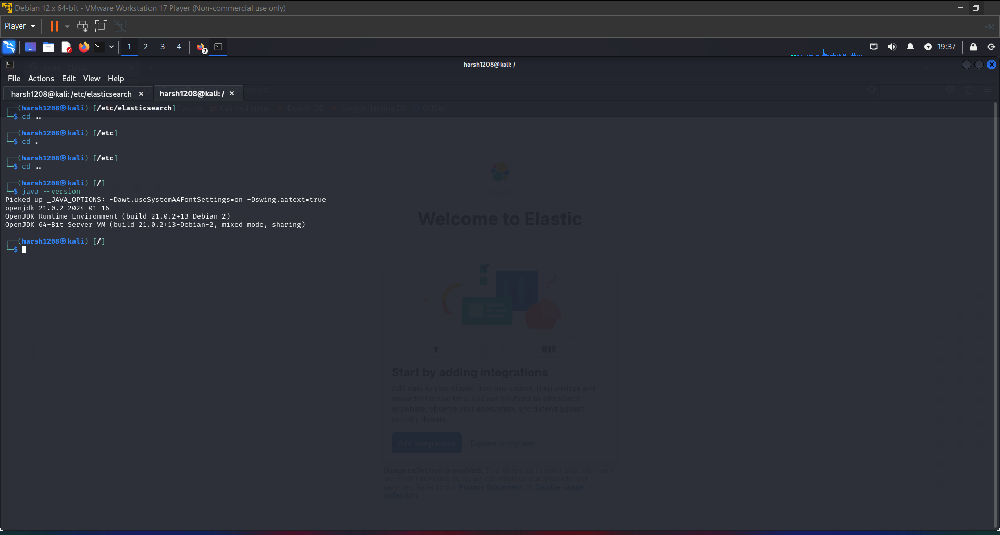 Debian 12.x 64-bit - VMware Workstation 17 Player (Non-commercial use only)
Player
1 2 3 4 2 19:37
Home - Elastic
harsh1208@kali: /
File Actions Edit View Help
harsh1208@kali: /etc/elasticsearch harsh1208@kali: /
┌──(harsh1208㉿kali)-[/etc/elasticsearch]
Forums Kali NetHunter Exploit-DB Google Hacking DB OffSec
└─$ cd ..
┌──(harsh1208㉿kali)-[/etc]
└─$ cd .
┌──(harsh1208㉿kali)-[/etc]
└─$ cd ..
┌──(harsh1208㉿kali)-[/]
└─$ java --version
Picked up _JAVA_OPTIONS: -Dawt.useSystemAAFontSettings=on -Dswing.aatext=true
openjdk 21.0.2 2024-01-16
OpenJDK Runtime Environment (build 21.0.2+13-Debian-2)
OpenJDK 64-Bit Server VM (build 21.0.2+13-Debian-2, mixed mode, sharing)
┌──(harsh1208㉿kali)-[/]
└─$
Welcome to Elastic
Start by adding integrations
Add data to your cluster from any source, then analyze and
visualize it in real time. Use our solutions to add search
anywhere, observe your ecosystem, and defend against
security threats.
Add integrations Explore on my own
Usage collection is enabled. This allows us to learn what our users
are most interested in, so we can improve our products and
services. Refer to our Privacy Statement Disable usage
collection.